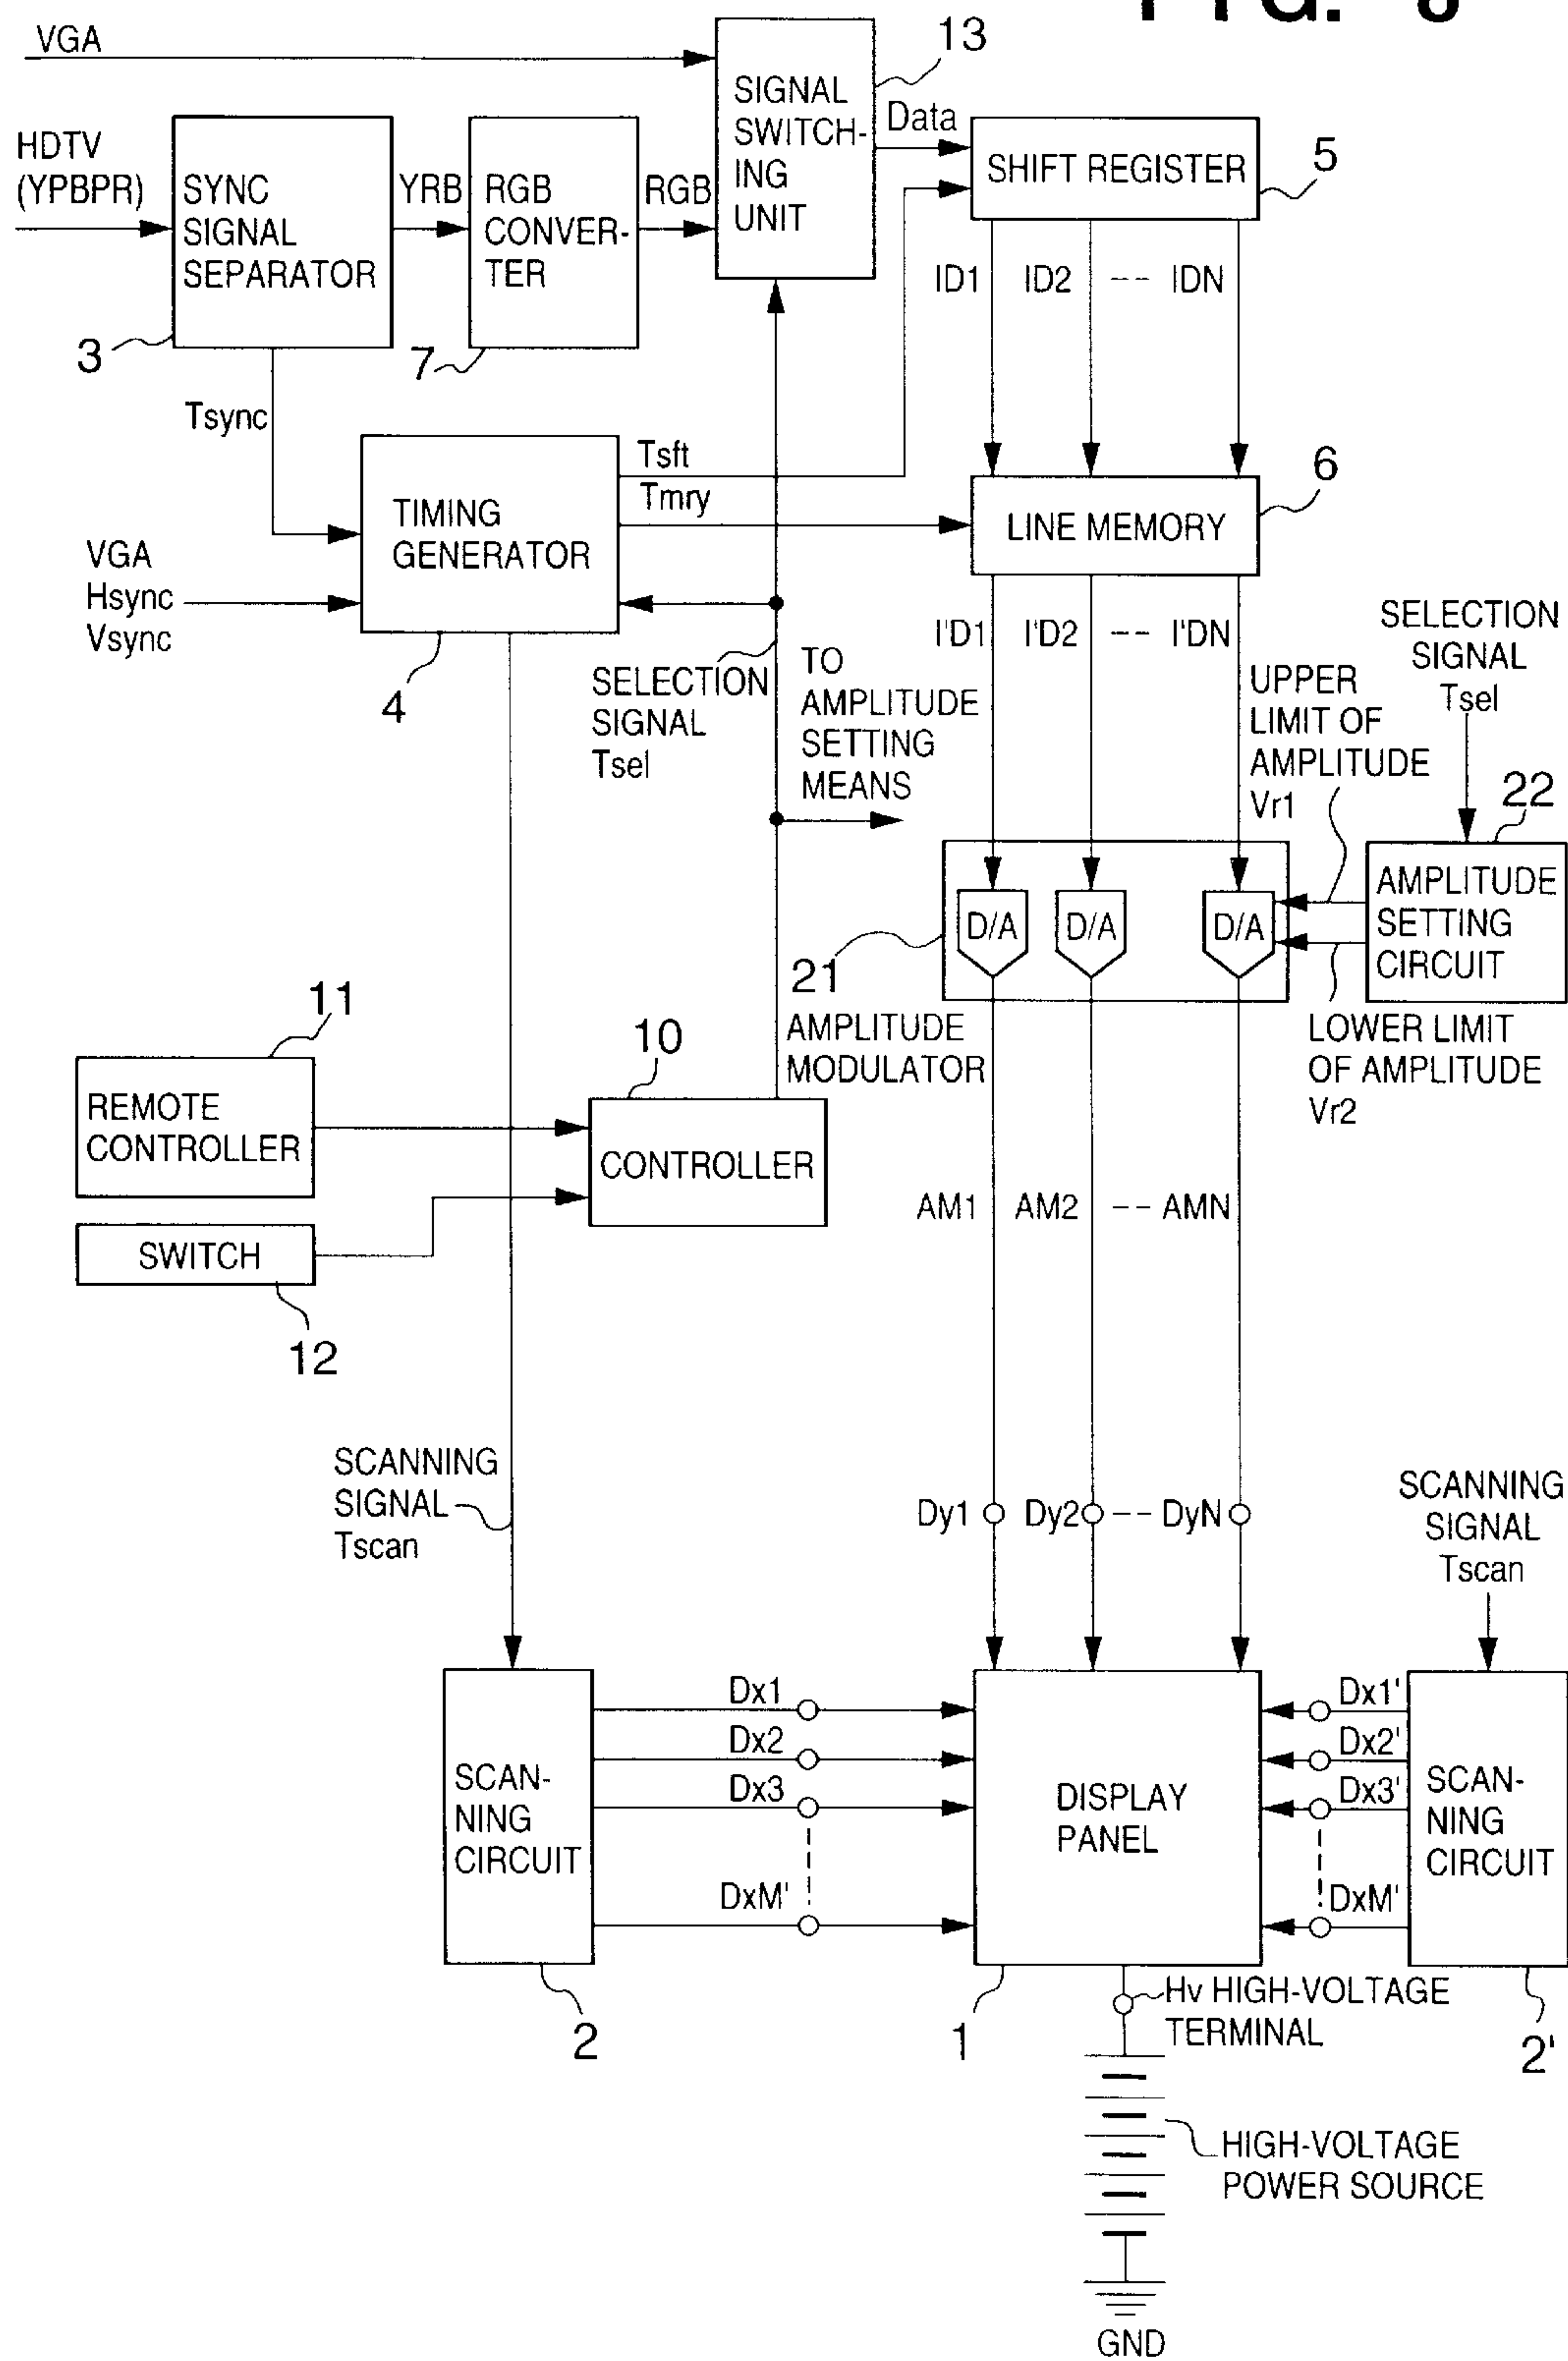 VGA
13
SIGNAL
SWITCH-
ING
UNIT
Data
HDTV
(YPBPR)
SYNC
SIGNAL
SEPARATOR
YRB
RGB
CONVER-
TER
RGB
SHIFT REGISTER
5
3
7
ID1 ID2 -- IDN
Tsync
Tsft
Tmry
TIMING
GENERATOR
6
LINE MEMORY
VGA
Hsync
Vsync
4
SELECTION
SIGNAL
Tsel
TO
AMPLITUDE
SETTING
MEANS
I'D1 I'D2 -- I'DN
UPPER
LIMIT OF
AMPLITUDE
Vr1
SELECTION
SIGNAL
Tsel
22
D/A D/A D/A
AMPLITUDE
SETTING
CIRCUIT
21
AMPLITUDE
MODULATOR
LOWER LIMIT
OF AMPLITUDE
Vr2
11
10
REMOTE
CONTROLLER
CONTROLLER
SWITCH
12
AM1 AM2 -- AMN
SCANNING
SIGNAL
Tscan
Dy1 Dy2 -- DyN
SCANNING
SIGNAL
Tscan
SCAN-
NING
CIRCUIT
Dx1
Dx2
Dx3
DxM'
DISPLAY
PANEL
Dx1'
Dx2'
Dx3'
DxM'
SCAN-
NING
CIRCUIT
2
1
2'
Hv HIGH-VOLTAGE
TERMINAL
HIGH-VOLTAGE
POWER SOURCE
GND